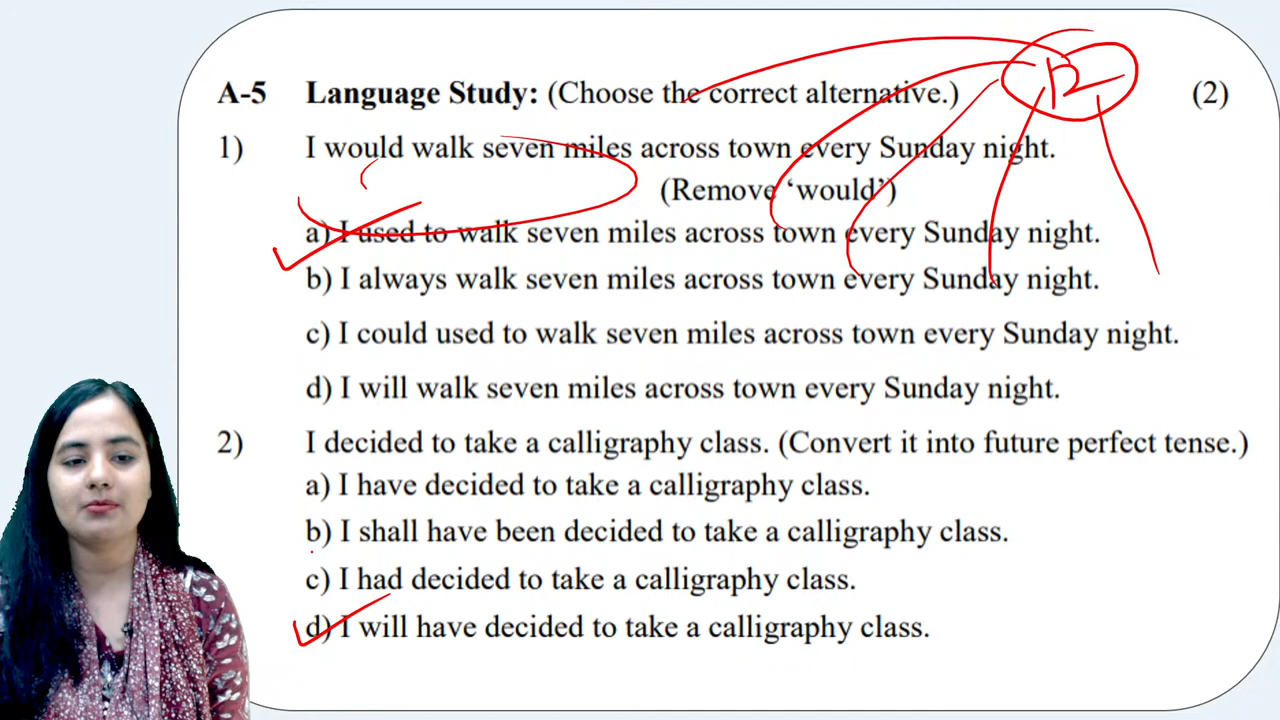 A-5 Language Study: (Choose the correct alternative.) (2)
1) I would walk seven miles across town every Sunday night.
(Remove ‘would’)
a) I used to walk seven miles across town every Sunday night.
b) I always walk seven miles across town every Sunday night.
c) I could used to walk seven miles across town every Sunday night.
d) I will walk seven miles across town every Sunday night.
2) I decided to take a calligraphy class. (Convert it into future perfect tense.)
a) I have decided to take a calligraphy class.
b) I shall have been decided to take a calligraphy class.
c) I had decided to take a calligraphy class.
d) I will have decided to take a calligraphy class.